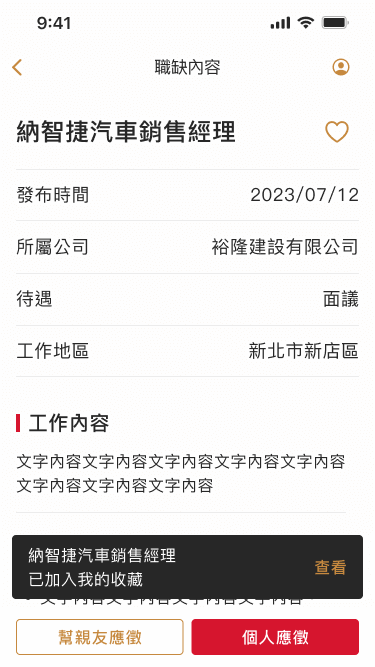 9:41
職缺內容
納智捷汽車銷售經理
發布時間 2023/07/12
所屬公司 裕隆建設有限公司
待遇 面議
工作地區 新北市新店區
工作內容
文字內容文字內容文字內容文字內容文字內容
文字內容文字內容文字內容
納智捷汽車銷售經理
已加入我的收藏
查看
幫親友應徵 個人應徵